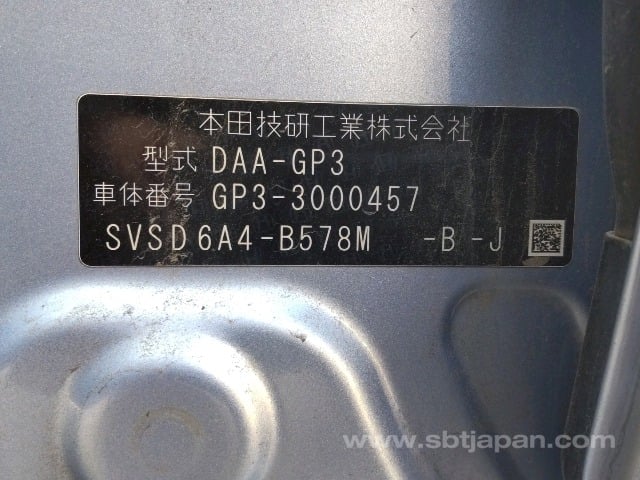 本田技研工業株式会社
型式 DAA-GP3
車体番号 GP3-3000457
SVSD6A4-B578M -B -J
www.sbtjapan.com